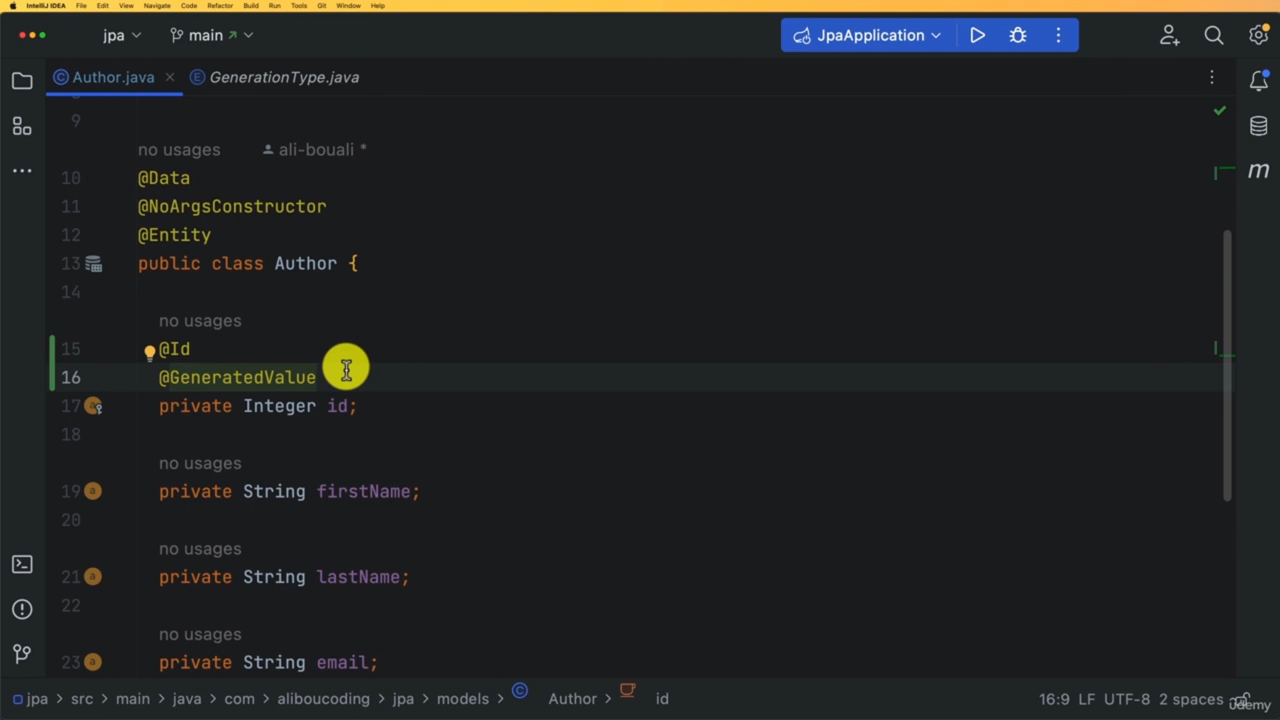 IntelliJ IDEA File Edit View Navigate Code Refactor Build Run Tools Git Window Help
jpa main JpaApplication
Author.java GenerationType.java
9
no usages ali-bouali *
10 @Data
11 @NoArgsConstructor
12 @Entity
13 public class Author {
14
no usages
15 @Id
16 @GeneratedValue
17 private Integer id;
18
no usages
19 private String firstName;
20
no usages
21 private String lastName;
22
no usages
23 private String email;
jpa > src > main > java > com > aliboucoding > jpa > models > Author > id 16:9 LF UTF-8 2 spaces
udemy